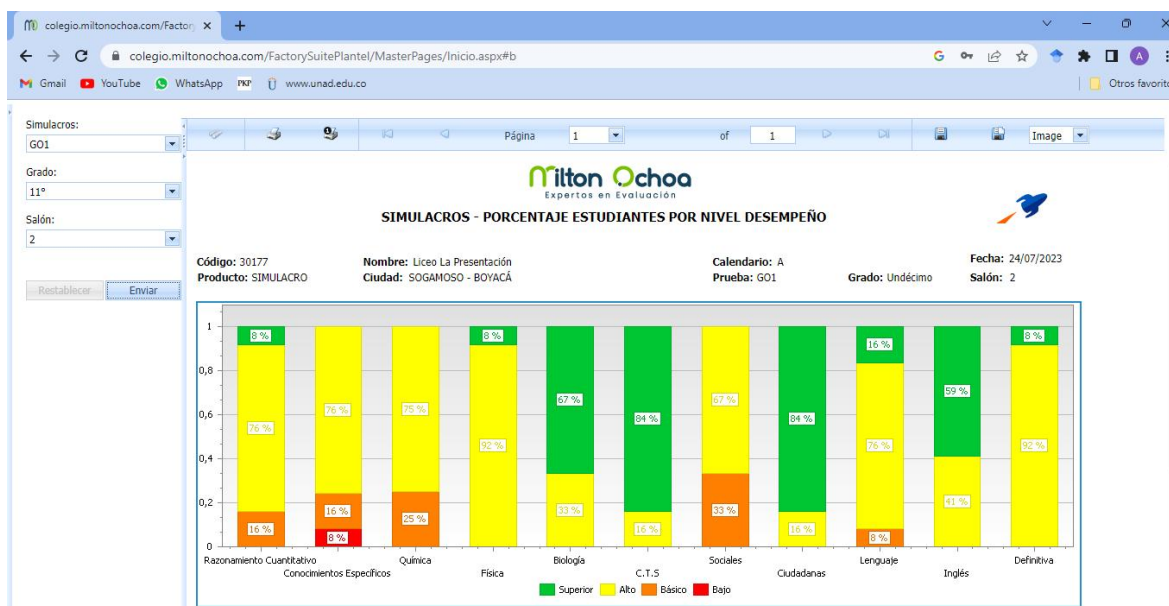 colegio.miltonochoa.com/Factory
colegio.miltonochoa.com/FactorySuitePlantel/MasterPages/Inicio.aspx#b
Gmail YouTube WhatsApp PKP www.unad.edu.co Otros favorito
Simulacros:
GO1
Grado:
11°
Salón:
2
Restablecer Enviar
Página 1 of 1 Image
Milton Ochoa
Expertos en Evaluación
SIMULACROS - PORCENTAJE ESTUDIANTES POR NIVEL DESEMPEÑO
Código: 30177 Nombre: Liceo La Presentación Calendario: A Fecha: 24/07/2023
Producto: SIMULACRO Ciudad: SOGAMOSO - BOYACÁ Prueba: GO1 Grado: Undécimo Salón: 2
1
0,8
0,6
0,4
0,2
0
8 % 76 % 16 %
76 % 16 % 8 %
75 % 25 %
8 % 92 %
67 % 33 %
84 % 16 %
67 % 33 %
84 % 16 %
16 % 76 % 8 %
59 % 41 %
8 % 92 %
Razonamiento Cuantitativo Química Biología Sociales Lenguaje Definitiva
Conocimientos Específicos Física C.T.S Ciudadanas Inglés
Superior Alto Básico Bajo